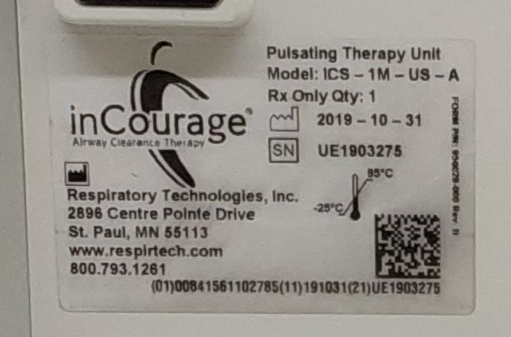 Pulsating Therapy Unit
Model: ICS - 1M - US - A
Rx Only Qty: 1
2019 - 10 - 31
SN UE1903275
inCourage®
Airway Clearance Therapy
Respiratory Technologies, Inc.
2896 Centre Pointe Drive
St. Paul, MN 55113
www.respirtech.com
800.793.1261
-25°C
(01)00841561102785(11)191031(21)UE1903275